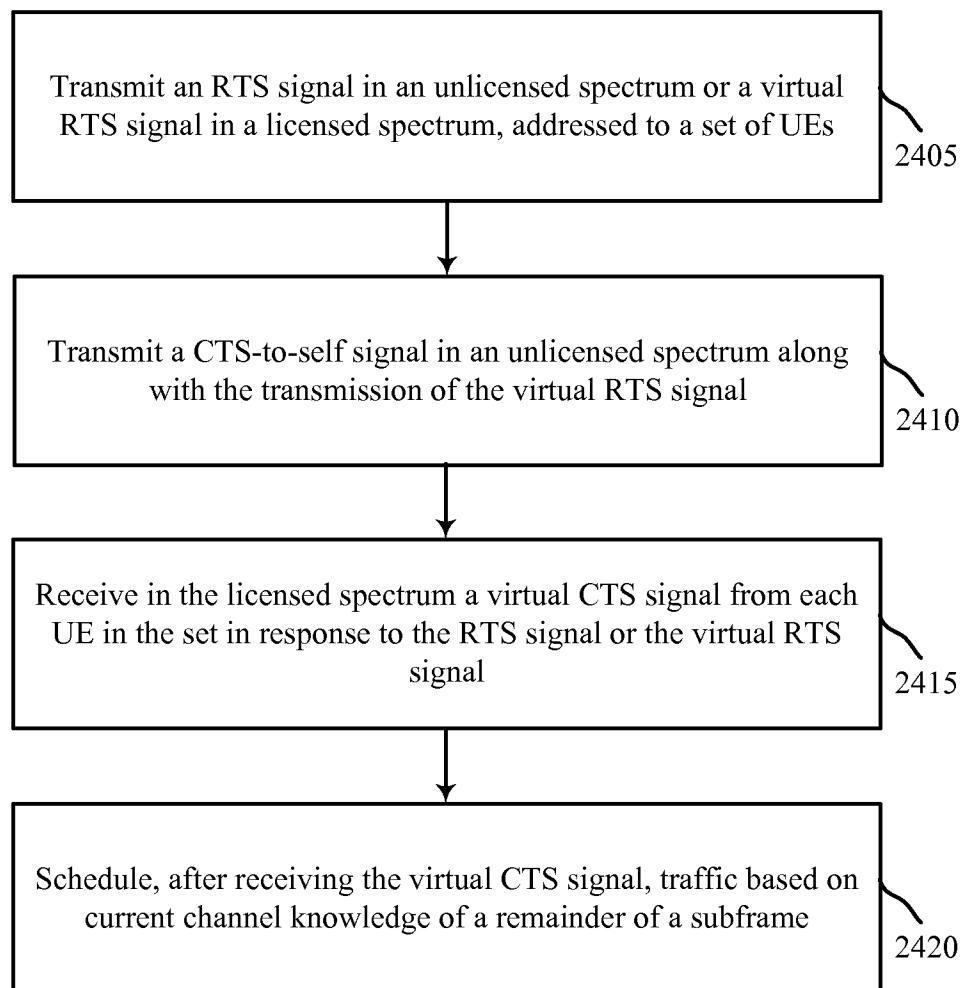 Transmit an RTS signal in an unlicensed spectrum or a virtual
RTS signal in a licensed spectrum, addressed to a set of UEs
2405
Transmit a CTS-to-self signal in an unlicensed spectrum along
with the transmission of the virtual RTS signal
2410
Receive in the licensed spectrum a virtual CTS signal from each
UE in the set in response to the RTS signal or the virtual RTS
signal
2415
Schedule, after receiving the virtual CTS signal, traffic based on
current channel knowledge of a remainder of a subframe
2420